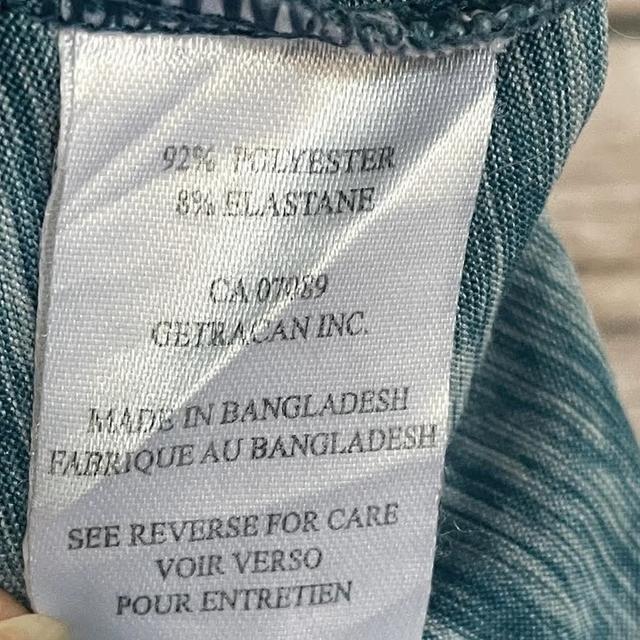 92% POLYESTER
8% ELASTANE
CA 07089
GETRACAN INC.
MADE IN BANGLADESH
FABRIQUE AU BANGLADESH
SEE REVERSE FOR CARE
VOIR VERSO
POUR ENTRETIEN